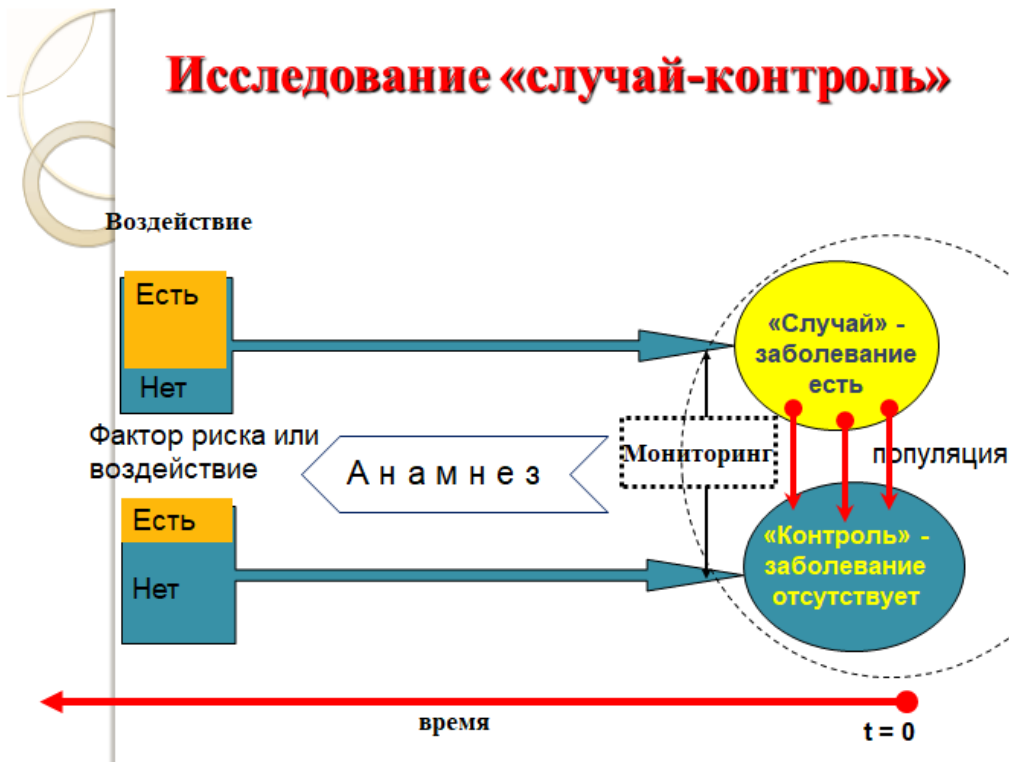 Исследование «случай-контроль»
Воздействие
Есть
Нет
Фактор риска или
воздействие
Есть
Нет
А н а м н е з
Мониторинг
«Случай» -
заболевание
есть
популяция
«Контроль» -
заболевание
отсутствует
время
t = 0